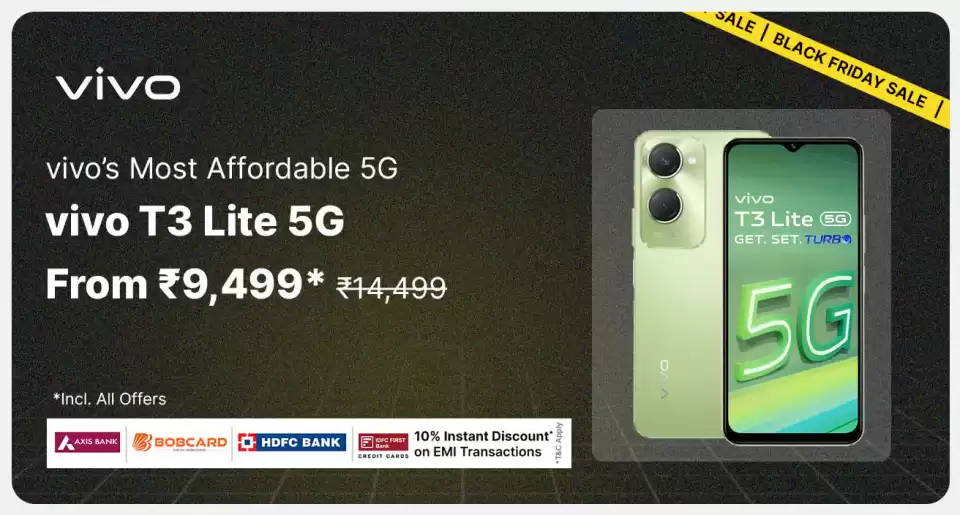 SALE | BLACK FRIDAY SALE |
vivo
vivo's Most Affordable 5G
vivo T3 Lite 5G
From ₹9,499* ₹14,499
*Incl. All Offers
AXIS BANK
BOBCARD
HDFC BANK
IDFC FIRST
Bank
CREDIT CARDS
10% Instant Discount*
on EMI Transactions
*T&C Apply
vivo
vivo
T3 Lite 5G
GET. SET. TURBO
5G